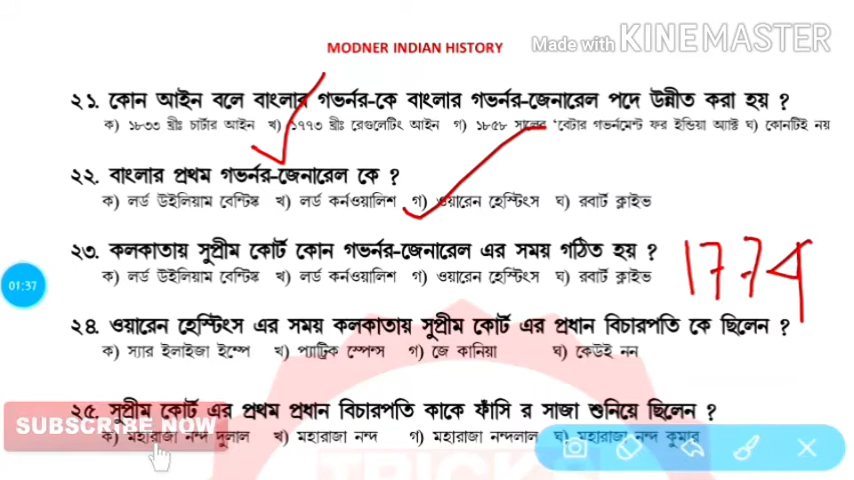 MODNER INDIAN HISTORY
Made with KINEMASTER
২১. কোন আইন বলে বাংলার গভর্নর-কে বাংলার গভর্নর-জেনারেল পদে উন্নীত করা হয় ?
ক) ১৮৩৩ খ্রীঃ চার্টার আইন খ) ১৭৭৩ খ্রীঃ রেগুলেটিং আইন গ) ১৮৫৮ সালের 'বেটার গভর্নমেন্ট ফর ইন্ডিয়া অ্যাক্ট ঘ) কোনটিই নয়
২২. বাংলার প্রথম গভর্নর-জেনারেল কে ?
ক) লর্ড উইলিয়াম বেন্টিঙ্ক খ) লর্ড কর্নওয়ালিশ গ) ওয়ারেন হেস্টিংস ঘ) রবার্ট ক্লাইভ
২৩. কলকাতায় সুপ্রীম কোর্ট কোন গভর্নর-জেনারেল এর সময় গঠিত হয় ?
1774
ক) লর্ড উইলিয়াম বেন্টিঙ্ক খ) লর্ড কর্নওয়ালিশ গ) ওয়ারেন হেস্টিংস ঘ) রবার্ট ক্লাইভ
01:37
২৪. ওয়ারেন হেস্টিংস এর সময় কলকাতায় সুপ্রীম কোর্ট এর প্রধান বিচারপতি কে ছিলেন ?
ক) স্যার ইলাইজা ইম্পে খ) প্যাট্রিক স্পেন্স গ) জে কানিয়া ঘ) কেউই নন
২৫. সুপ্রীম কোর্ট এর প্রথম প্রধান বিচারপতি কাকে ফাঁসি র সাজা শুনিয়ে ছিলেন ?
SUBSCRIBE NOW
ক) মহারাজা নন্দ দুলাল খ) মহারাজা নন্দ গ) মহারাজা নন্দলাল ঘ) মহারাজা নন্দ কুমার
TRICKS